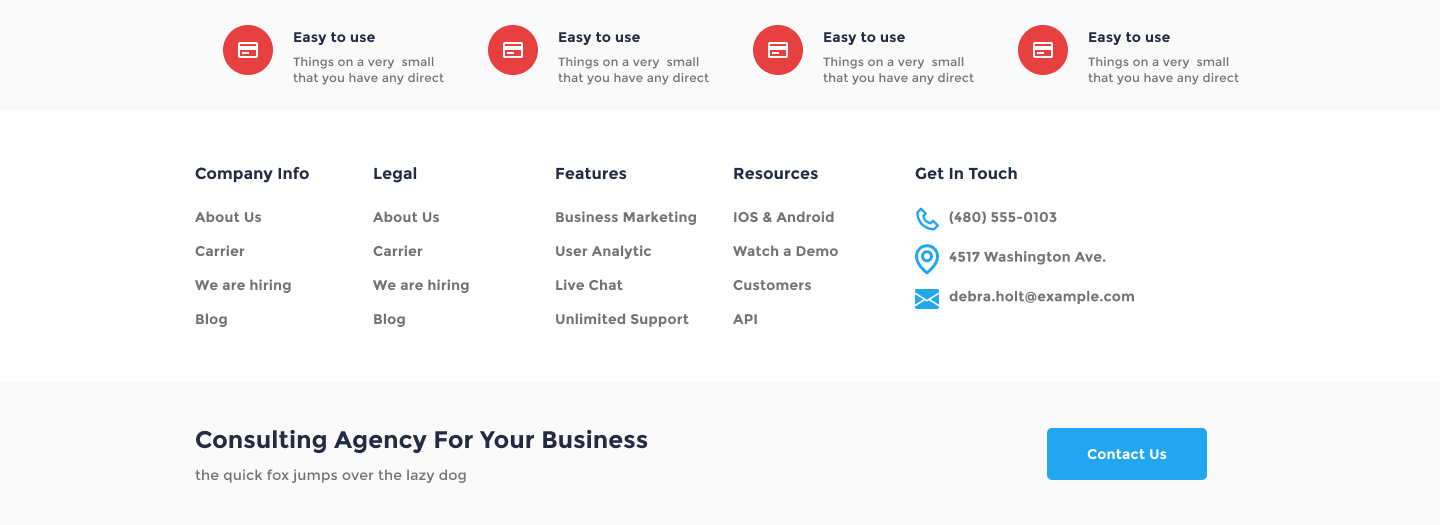 Easy to use
Things on a very  small
that you have any direct
Easy to use
Things on a very  small
that you have any direct
Easy to use
Things on a very  small
that you have any direct
Easy to use
Things on a very  small
that you have any direct
Company Info
About Us
Carrier
We are hiring
Blog
Legal
About Us
Carrier
We are hiring
Blog
Features
Business Marketing
User Analytic
Live Chat
Unlimited Support
Resources
IOS & Android
Watch a Demo
Customers
API
Get In Touch
(480) 555-0103
4517 Washington Ave.
debra.holt@example.com
Consulting Agency For Your Business
the quick fox jumps over the lazy dog
Contact Us